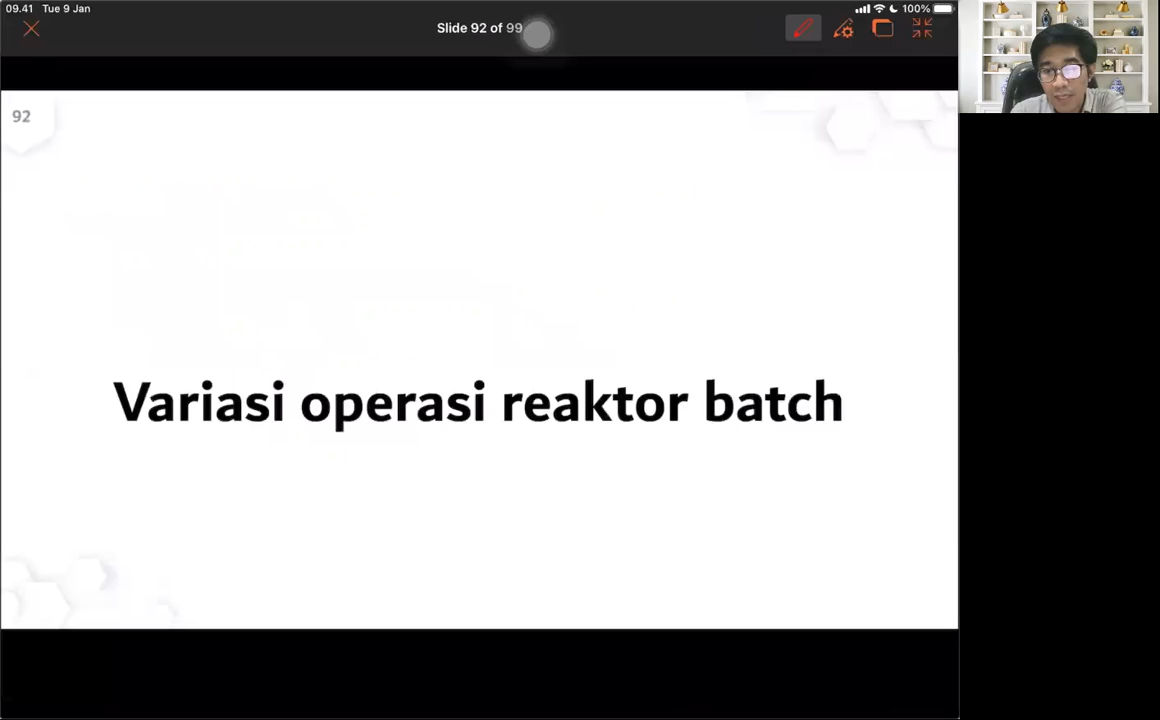 09.41 Tue 9 Jan
100%
Slide 92 of 99
92
Variasi operasi reaktor batch